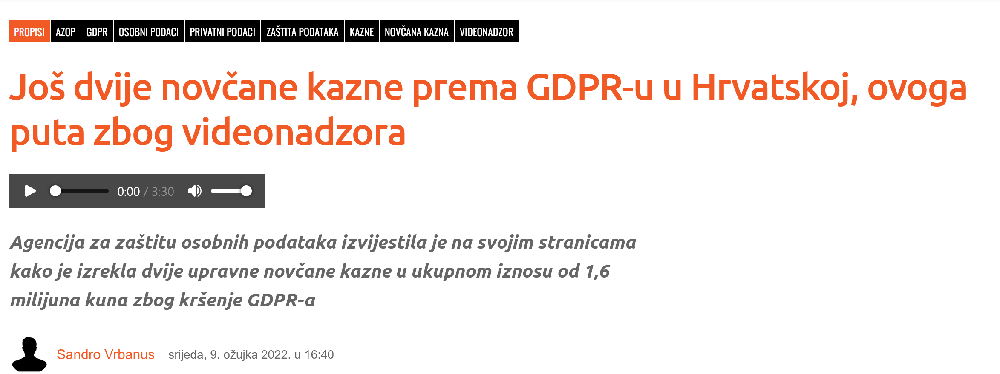 PROPISI AZOP GDPR OSOBNI PODACI PRIVATNI PODACI ZAŠTITA PODATAKA KAZNE NOVČANA KAZNA VIDEONADZOR
Još dvije novčane kazne prema GDPR-u u Hrvatskoj, ovoga
puta zbog videonadzora
0:00 / 3:30
Agencija za zaštitu osobnih podataka izvijestila je na svojim stranicama
kako je izrekla dvije upravne novčane kazne u ukupnom iznosu od 1,6
milijuna kuna zbog kršenje GDPR-a
Sandro Vrbanus srijeda, 9. ožujka 2022. u 16:40